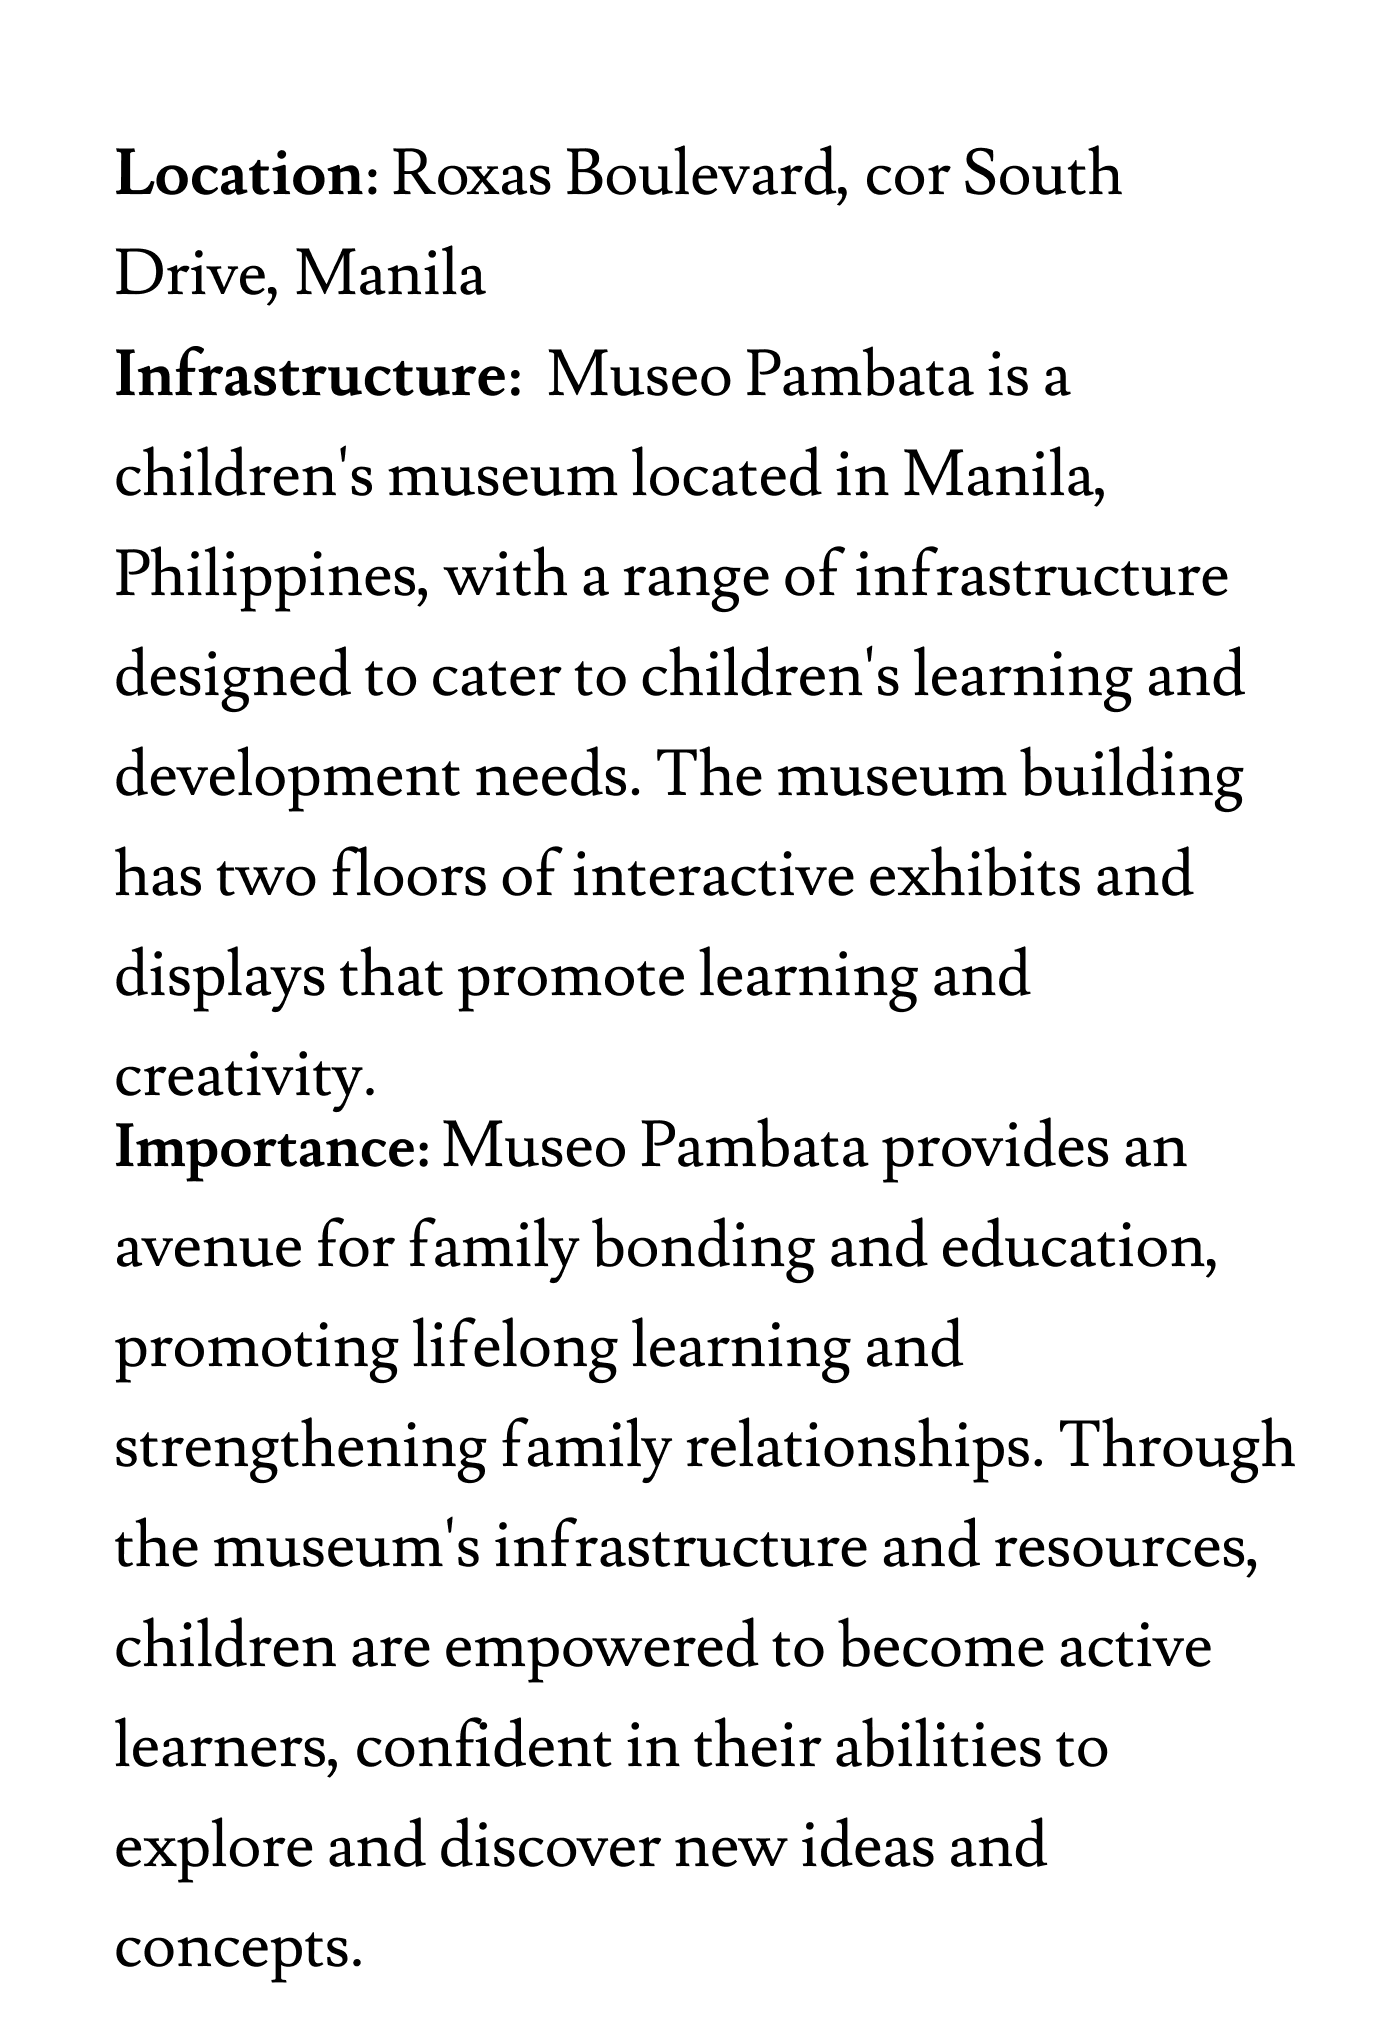 Location: Roxas Boulevard, cor South
Drive, Manila
Infrastructure:  Museo Pambata is a
children's museum located in Manila,
Philippines, with a range of infrastructure
designed to cater to children's learning and
development needs. The museum building
has two floors of interactive exhibits and
displays that promote learning and
creativity.
Importance: Museo Pambata provides an
avenue for family bonding and education,
promoting lifelong learning and
strengthening family relationships. Through
the museum's infrastructure and resources,
children are empowered to become active
learners, confident in their abilities to
explore and discover new ideas and
concepts.